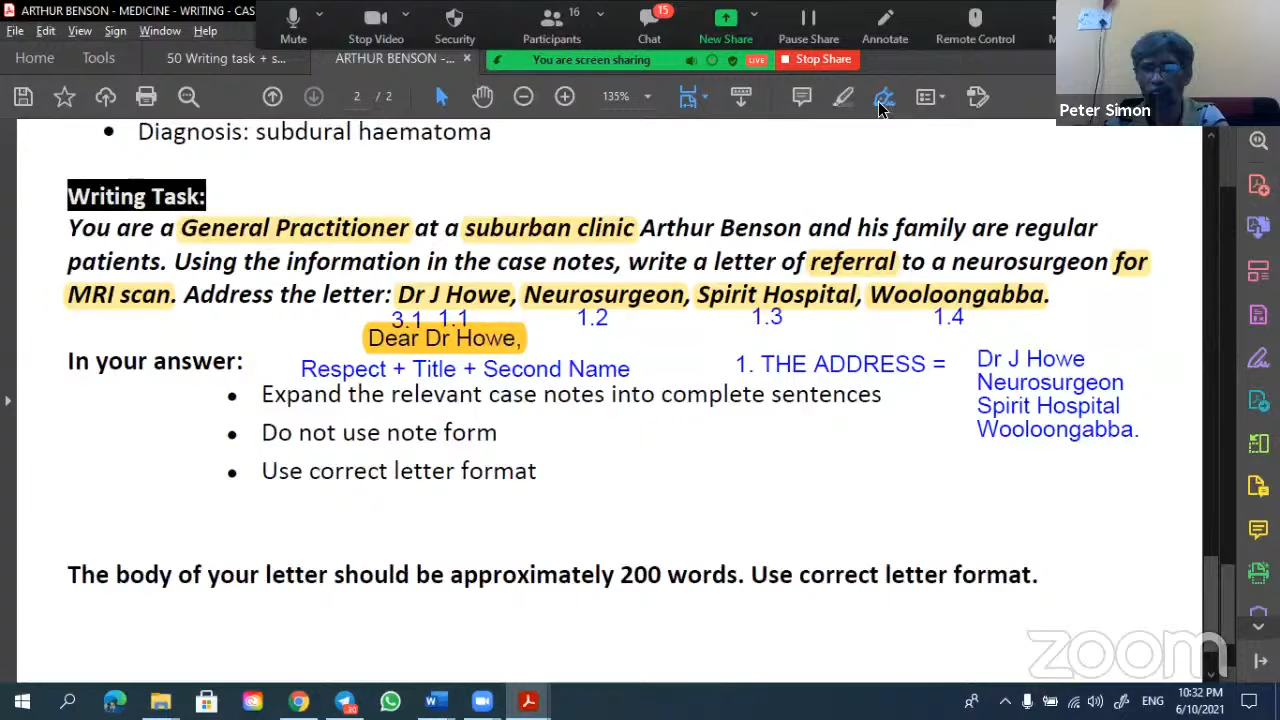 ARTHUR BENSON - MEDICINE - WRITING - CAS
File Edit View Sign Window Help
Mute
Stop Video
Security
16
Participants
15
Chat
New Share
Pause Share
Annotate
Remote Control
You are screen sharing
LIVE
Stop Share
Home
Tools
50 Writing task + s...
ARTHUR BENSON - ...
2 / 2
135%
Peter Simon
• Diagnosis: subdural haematoma
Writing Task:
You are a General Practitioner at a suburban clinic Arthur Benson and his family are regular
patients. Using the information in the case notes, write a letter of referral to a neurosurgeon for
MRI scan. Address the letter: Dr J Howe, Neurosurgeon, Spirit Hospital, Wooloongabba.
3.1 1.1 1.2 1.3 1.4
Dear Dr Howe,
Respect + Title + Second Name
1. THE ADDRESS =
Dr J Howe
Neurosurgeon
Spirit Hospital
Wooloongabba.
In your answer:
• Expand the relevant case notes into complete sentences
• Do not use note form
• Use correct letter format
The body of your letter should be approximately 200 words. Use correct letter format.
zoom
ENG
10:32 PM
6/10/2021